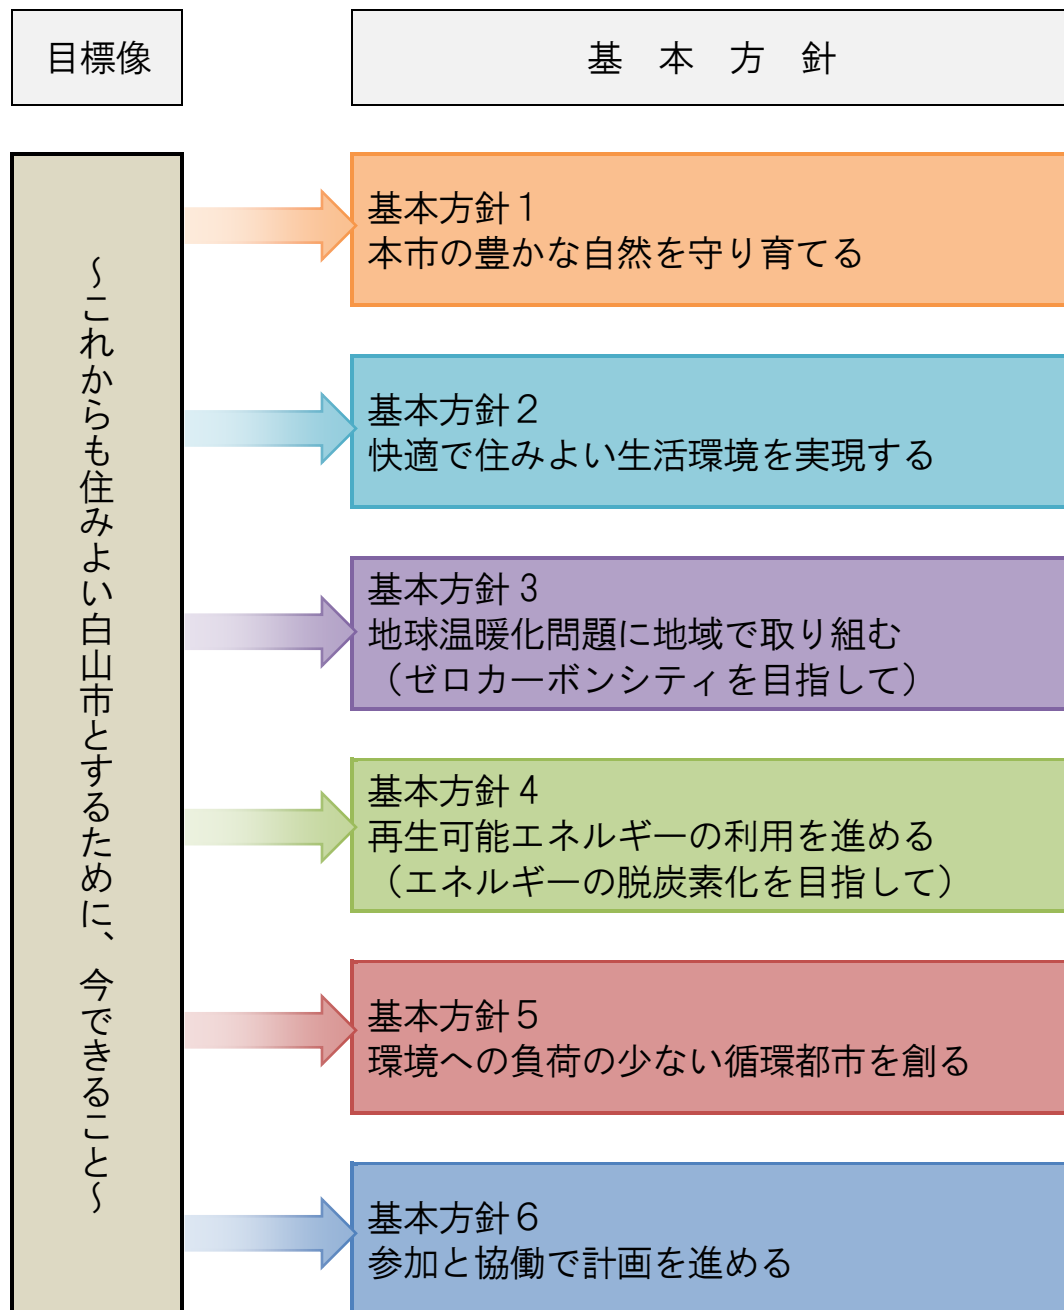 目標像
基　本　方　針
～これからも住みよい白山市とするために、今できること～
基本方針１
本市の豊かな自然を守り育てる
基本方針２
快適で住みよい生活環境を実現する
基本方針３
地球温暖化問題に地域で取り組む
（ゼロカーボンシティを目指して）
基本方針４
再生可能エネルギーの利用を進める
（エネルギーの脱炭素化を目指して）
基本方針５
環境への負荷の少ない循環都市を創る
基本方針６
参加と協働で計画を進める